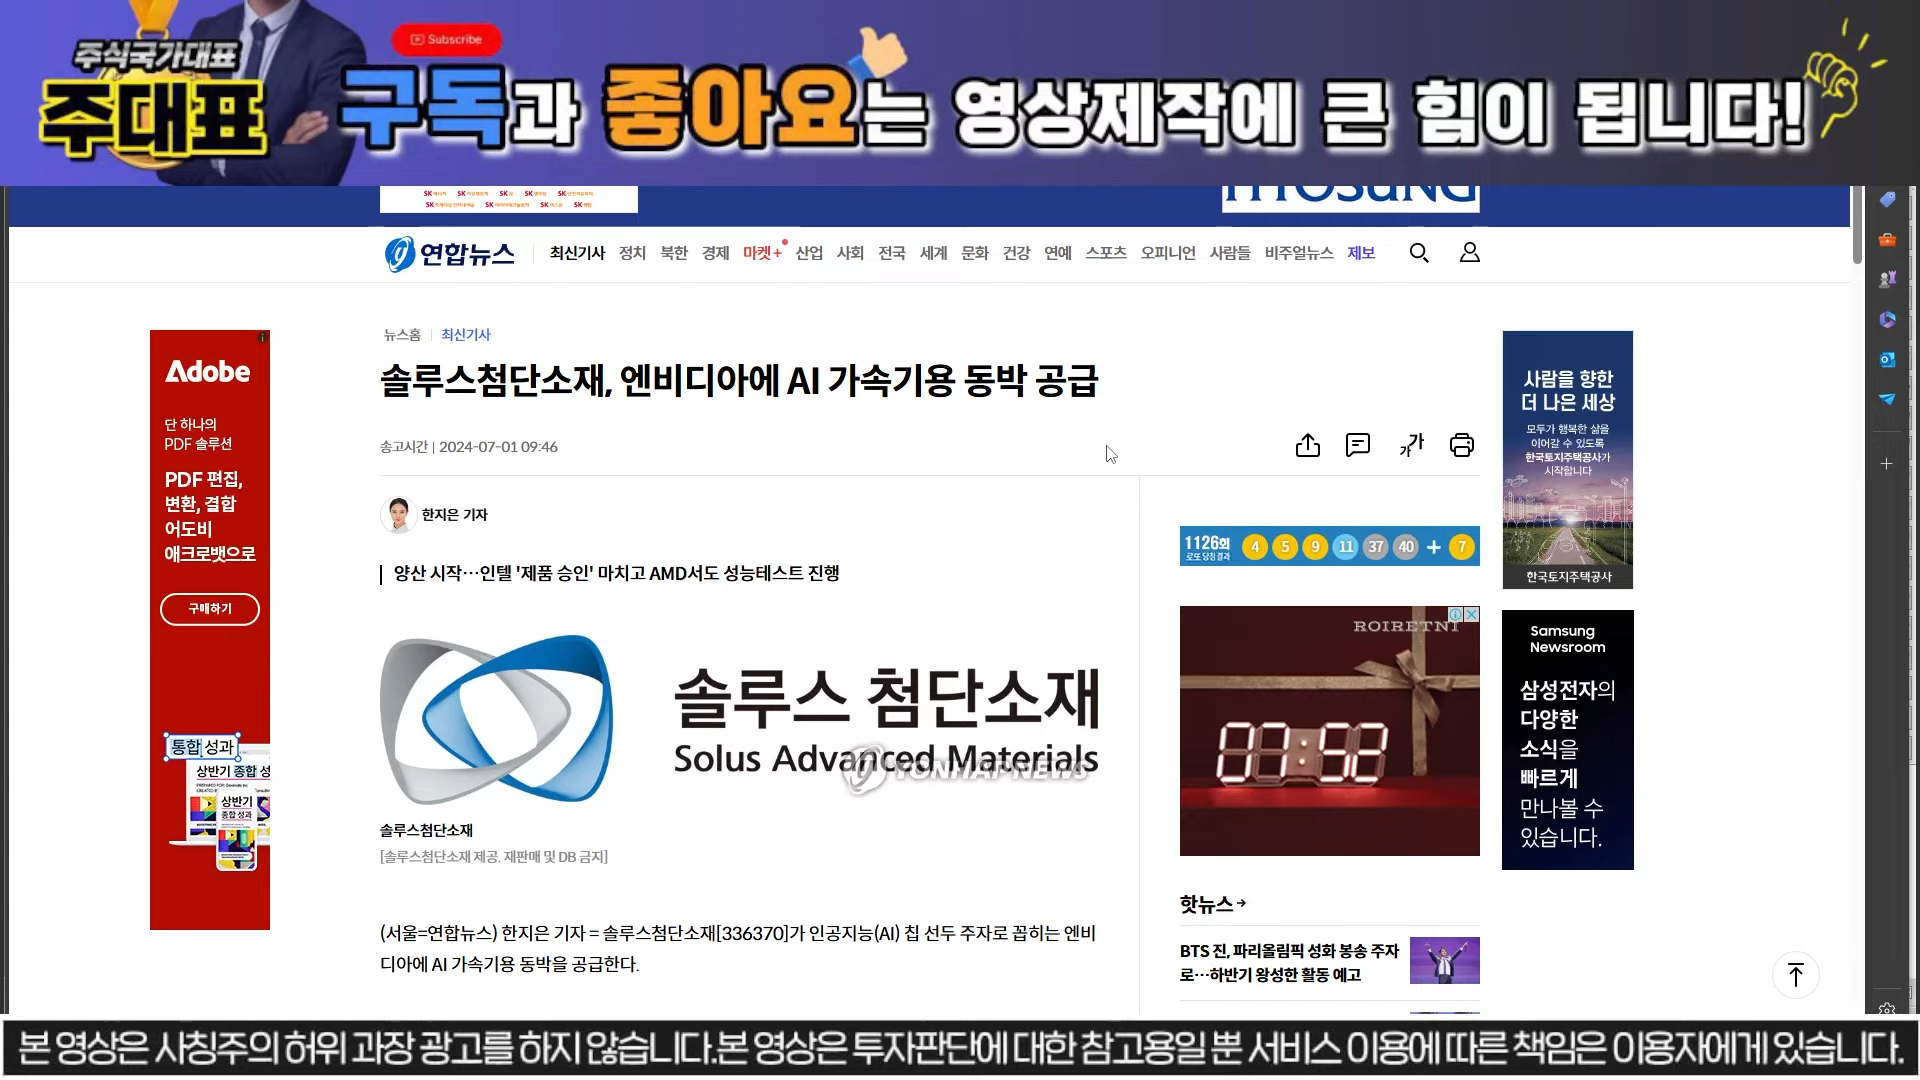 주식국가대표
주대표
Subscribe
구독과 좋아요는 영상제작에 큰 힘이 됩니다!
HYOSUNG
연합뉴스
최신기사 정치 북한 경제 마켓+ 산업 사회 전국 세계 문화 건강 연예 스포츠 오피니언 사람들 비주얼뉴스 제보
뉴스홈 | 최신기사
솔루스첨단소재, 엔비디아에 AI 가속기용 동박 공급
송고시간 | 2024-07-01 09:46
가가
한지은 기자
양산 시작…인텔 '제품 승인' 마치고 AMD서도 성능테스트 진행
솔루스 첨단소재
Solus Advanced Materials
YONHAPNEWS
솔루스첨단소재
[솔루스첨단소재 제공. 재판매 및 DB 금지]
(서울=연합뉴스) 한지은 기자 = 솔루스첨단소재[336370]가 인공지능(AI) 칩 선두 주자로 꼽히는 엔비
디아에 AI 가속기용 동박을 공급한다.
Adobe
단 하나의
PDF 솔루션
PDF 편집,
변환, 결합
어도비
애크로뱃으로
구매하기
통합 성과
상반기 종합 성
상반기
종합 성과
1126회
로또당첨결과
4 5 9 11 37 40 + 7
ROIRETNI
07:52
핫뉴스
BTS 진, 파리올림픽 성화 봉송 주자
로…하반기 왕성한 활동 예고
사람을 향한
더 나은 세상
모두가 행복한 삶을
이어갈 수 있도록
한국토지주택공사가
시작합니다
한국토지주택공사
Samsung
Newsroom
삼성전자의
다양한
소식을
빠르게
만나볼 수
있습니다.
본 영상은 사칭주의 허위 과장 광고를 하지 않습니다.본 영상은 투자판단에 대한 참고용일 뿐 서비스 이용에 따른 책임은 이용자에게 있습니다.